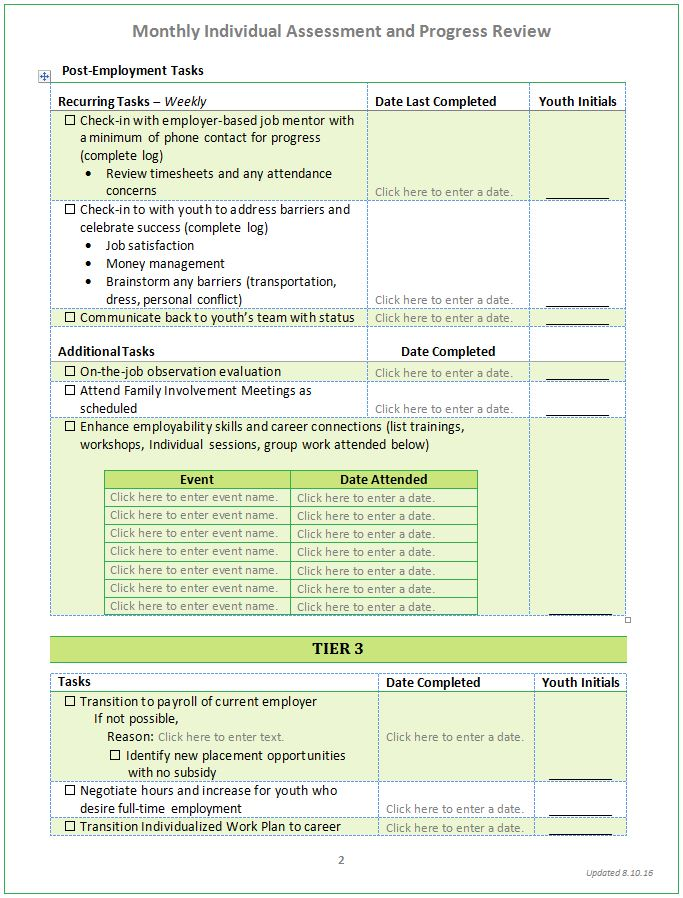 Monthly Individual Assessment and Progress Review
Post-Employment Tasks
Recurring Tasks – Weekly Date Last Completed Youth Initials
☐ Check-in with employer-based job mentor with
a minimum of phone contact for progress
(complete log)
• Review timesheets and any attendance
concerns Click here to enter a date. ________
☐ Check-in to with youth to address barriers and
celebrate success (complete log)
• Job satisfaction
• Money management
• Brainstorm any barriers (transportation,
dress, personal conflict) Click here to enter a date. ________
☐ Communicate back to youth's team with status Click here to enter a date. ________
Additional Tasks Date Completed
☐ On-the-job observation evaluation Click here to enter a date. ________
☐ Attend Family Involvement Meetings as
scheduled Click here to enter a date. ________
☐ Enhance employability skills and career connections (list trainings,
workshops, Individual sessions, group work attended below)
Event Date Attended
Click here to enter event name. Click here to enter a date.
Click here to enter event name. Click here to enter a date.
Click here to enter event name. Click here to enter a date.
Click here to enter event name. Click here to enter a date.
Click here to enter event name. Click here to enter a date.
Click here to enter event name. Click here to enter a date.
Click here to enter event name. Click here to enter a date. ________
TIER 3
Tasks Date Completed Youth Initials
☐ Transition to payroll of current employer
If not possible,
Reason: Click here to enter text. Click here to enter a date.
☐ Identify new placement opportunities
with no subsidy ________
☐ Negotiate hours and increase for youth who
desire full-time employment Click here to enter a date. ________
☐ Transition Individualized Work Plan to career Click here to enter a date. ________
2
Updated 8.10.16